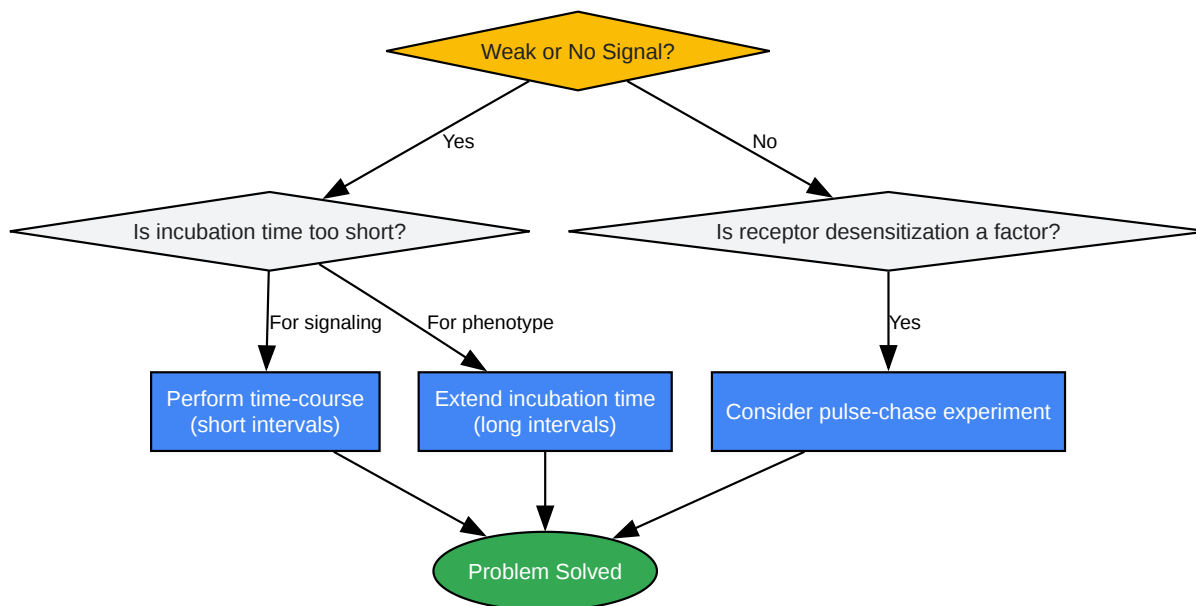 Weak or No Signal?
Yes
No
Is incubation time too short?
Is receptor desensitization a factor?
For signaling
For phenotype
Yes
Perform time-course
(short intervals)
Extend incubation time
(long intervals)
Consider pulse-chase experiment
Problem Solved